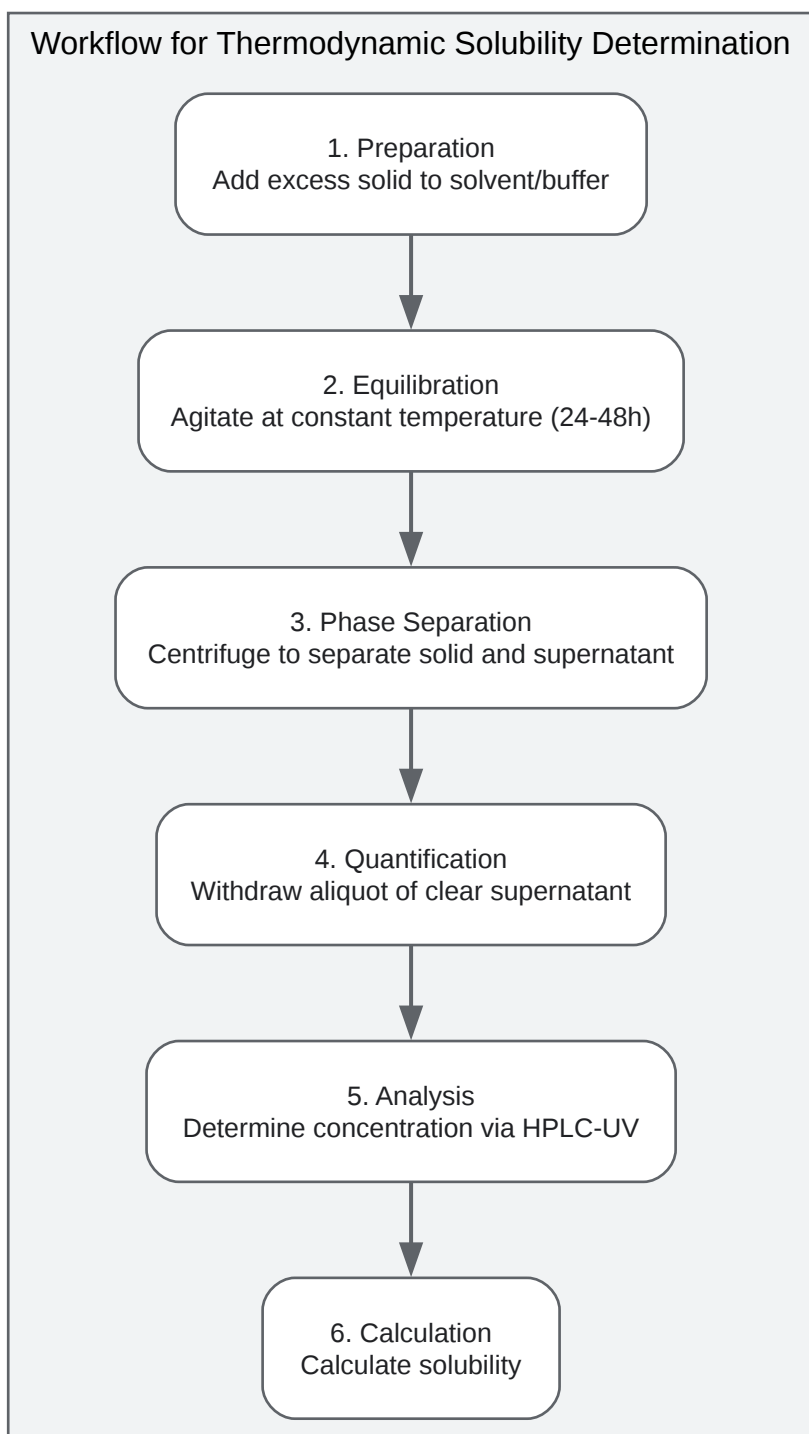 Workflow for Thermodynamic Solubility Determination
1. Preparation
Add excess solid to solvent/buffer
2. Equilibration
Agitate at constant temperature (24-48h)
3. Phase Separation
Centrifuge to separate solid and supernatant
4. Quantification
Withdraw aliquot of clear supernatant
5. Analysis
Determine concentration via HPLC-UV
6. Calculation
Calculate solubility